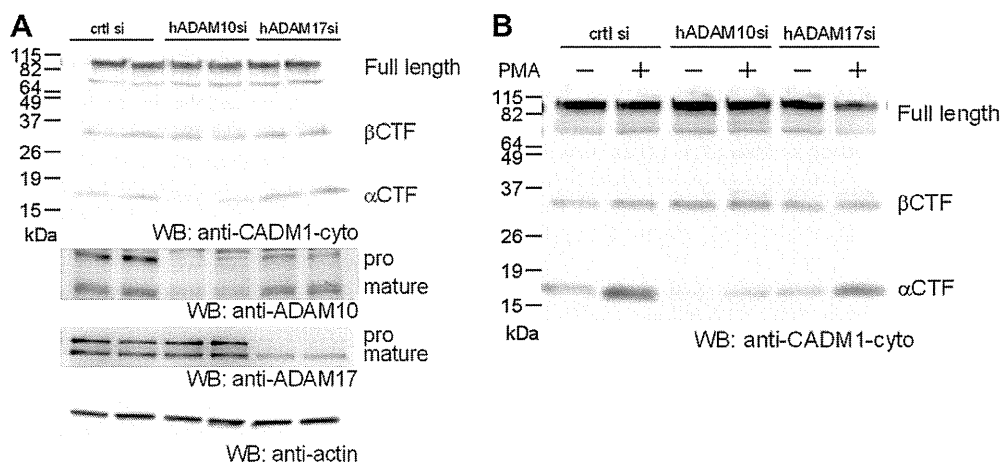 A
crtl si hADAM10si hADAM17si
115
82
64
49
37
26
19
15
kDa
Full length
βCTF
αCTF
WB: anti-CADM1-cyto
pro
mature
WB: anti-ADAM10
pro
mature
WB: anti-ADAM17
WB: anti-actin
B
crtl si hADAM10si hADAM17si
PMA − + − + − +
115
82
64
49
37
26
19
15
kDa
Full length
βCTF
αCTF
WB: anti-CADM1-cyto